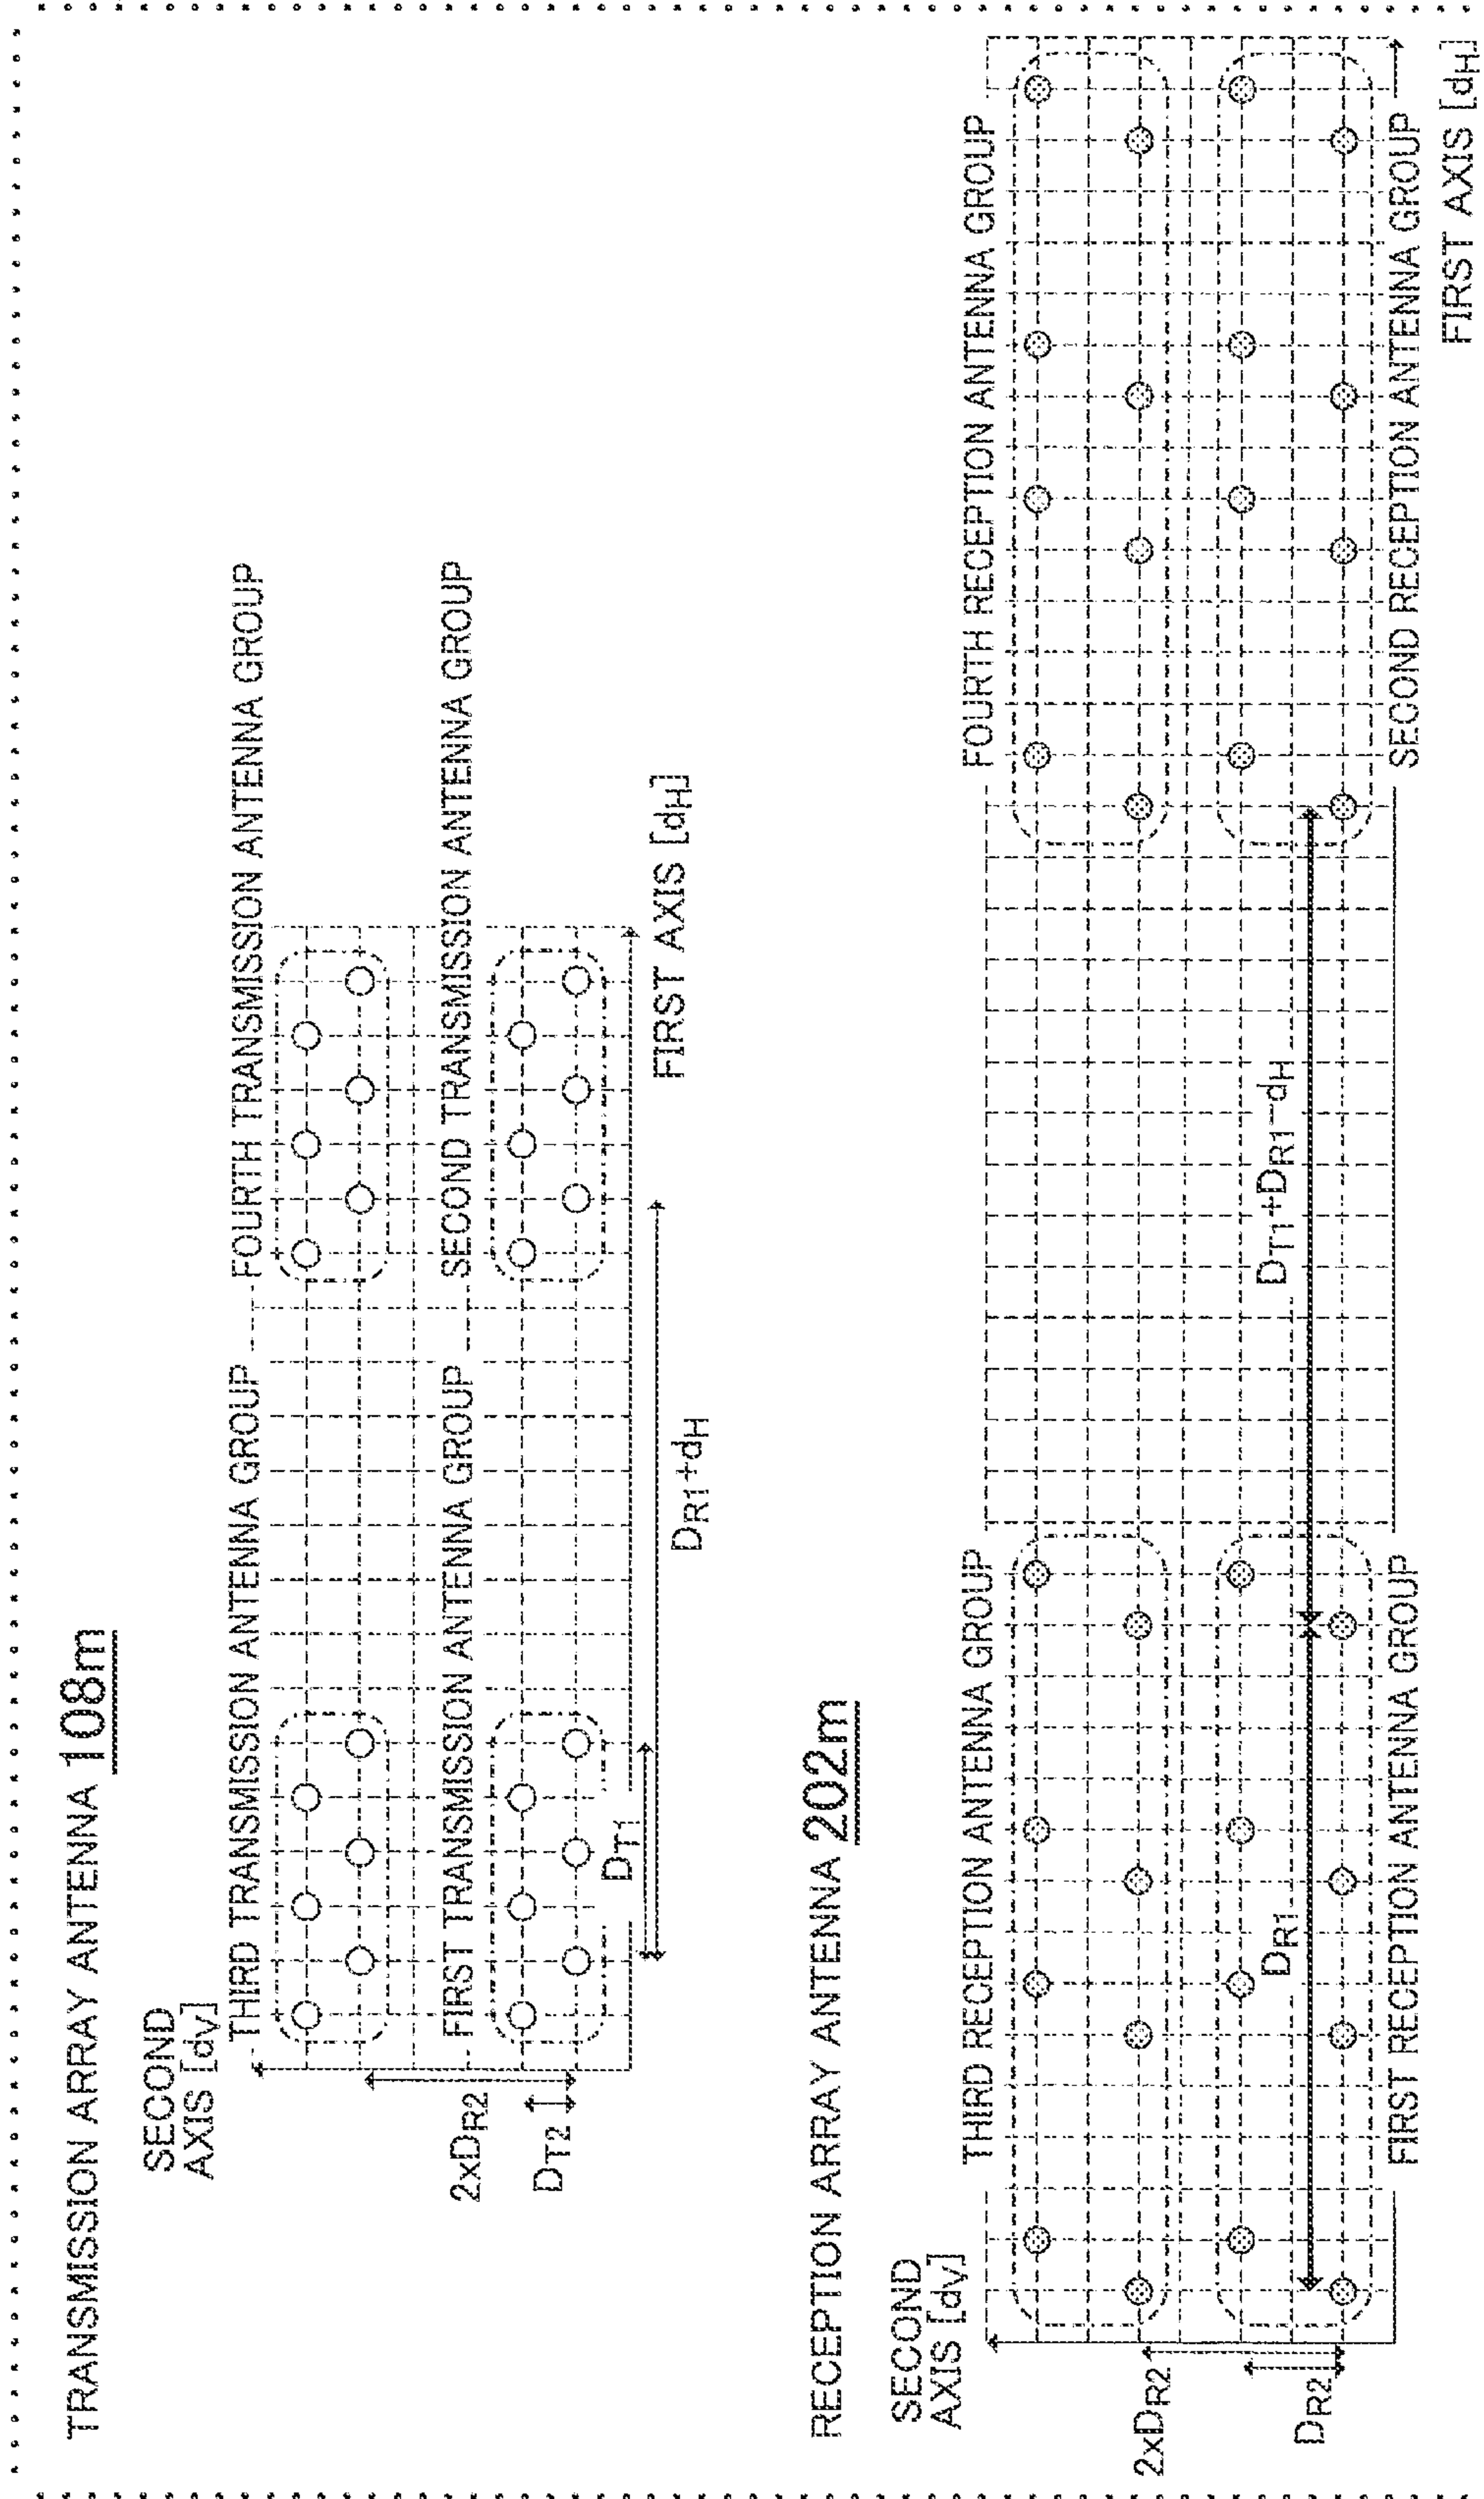 TRANSMISSION ARRAY ANTENNA 108m
SECOND
AXIS [dV]
THIRD TRANSMISSION ANTENNA GROUP
FOURTH TRANSMISSION ANTENNA GROUP
FIRST TRANSMISSION ANTENNA GROUP
SECOND TRANSMISSION ANTENNA GROUP
2xDR2
DT2
DT1
DR1+dH
FIRST AXIS [dH]
RECEPTION ARRAY ANTENNA 202m
SECOND
AXIS [dV]
THIRD RECEPTION ANTENNA GROUP
FOURTH RECEPTION ANTENNA GROUP
2xDR2
DR2
DR1
DT1+DR1-dH
FIRST RECEPTION ANTENNA GROUP
SECOND RECEPTION ANTENNA GROUP
FIRST AXIS [dH]